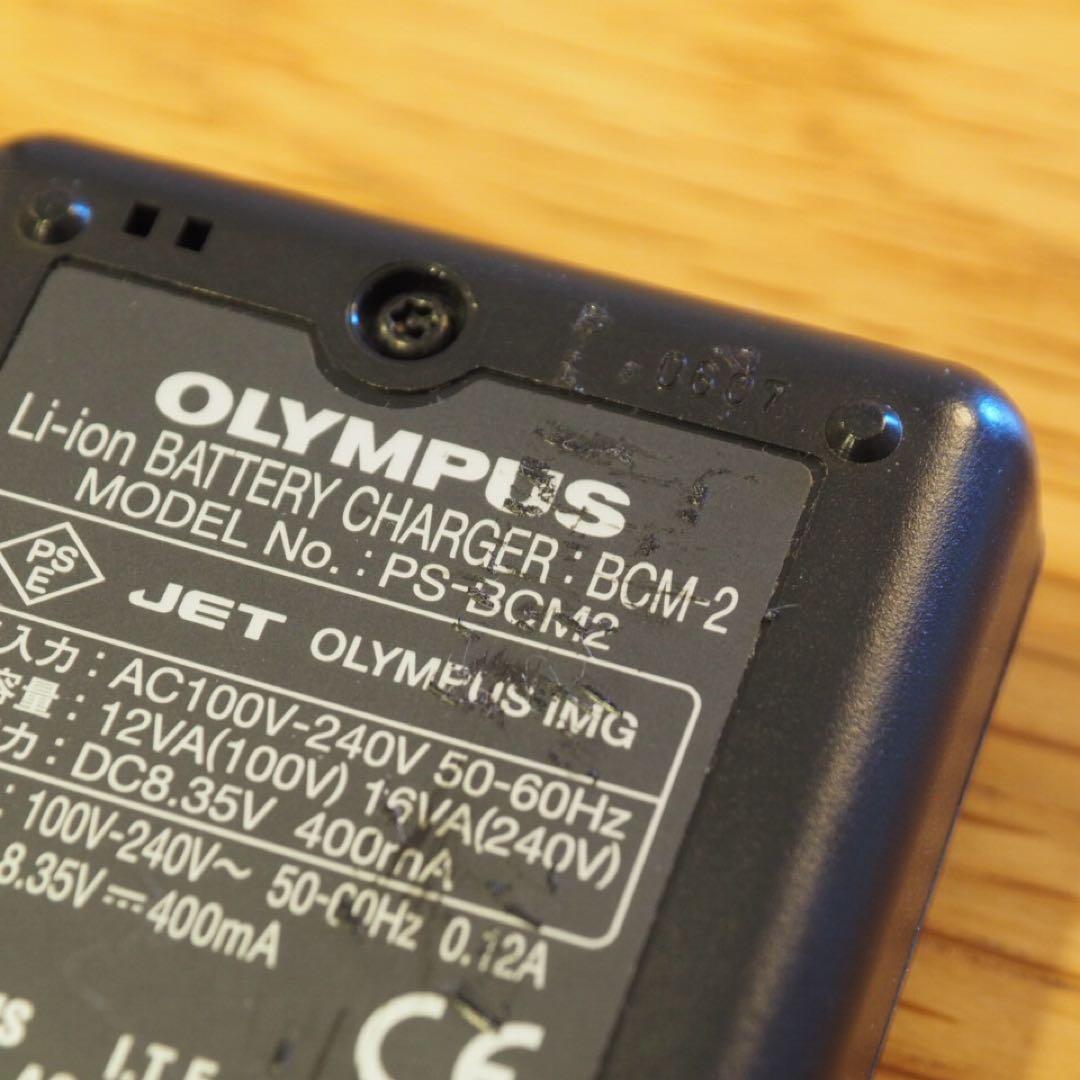 0607
OLYMPUS
Li-ion BATTERY CHARGER : BCM-2
MODEL No. : PS-BCM2
PS
E
JET OLYMPUS IMG
入力 : AC100V-240V 50-60Hz
容量 : 12VA(100V) 16VA(240V)
力 : DC8.35V 400mA
: 100V-240V~ 50-60Hz 0.12A
8.35V⎓400mA
I.T.E
CE